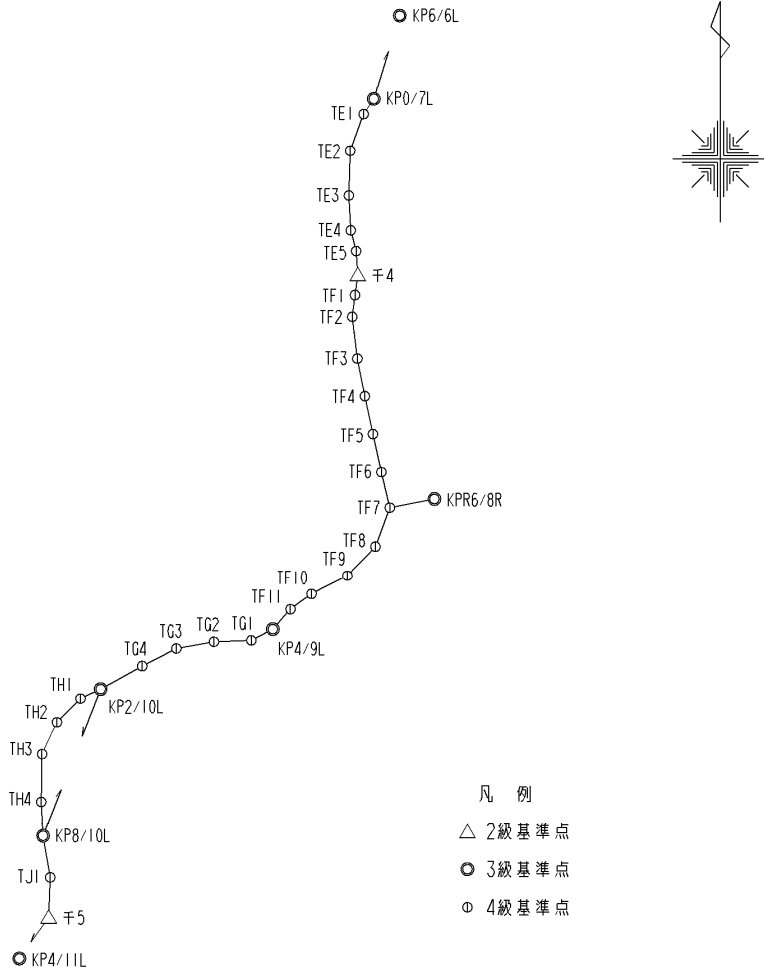 KP6/6L
KP0/7L
TE1
TE2
TE3
TE4
TE5
千4
TF1
TF2
TF3
TF4
TF5
TF6
TF7
KPR6/8R
TF8
TF9
TF10
TF11
TG1
TG2
TG3
TG4
KP4/9L
TH1
KP2/10L
TH2
TH3
TH4
KP8/10L
TJ1
千5
KP4/11L
凡 例
2級基準点
3級基準点
4級基準点